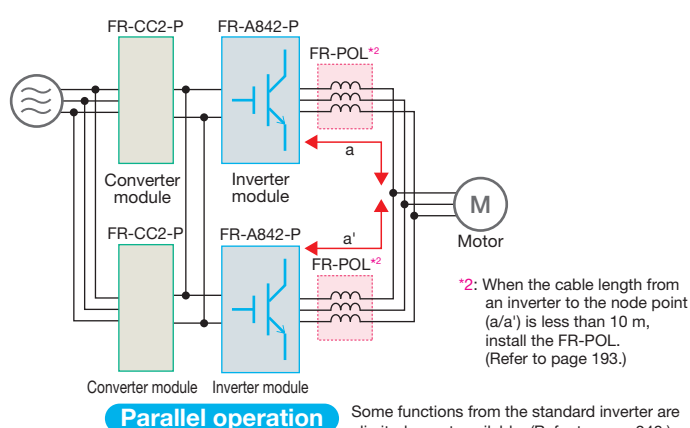 FR-CC2-P
FR-A842-P
FR-POL*2
a
Converter
module
Inverter
module
FR-CC2-P
FR-A842-P
a'
FR-POL*2
M
Motor
*2: When the cable length from
an inverter to the node point
(a/a') is less than 10 m,
install the FR-POL.
(Refer to page 193.)
Converter module
Inverter module
Parallel operation
Some functions from the standard inverter are